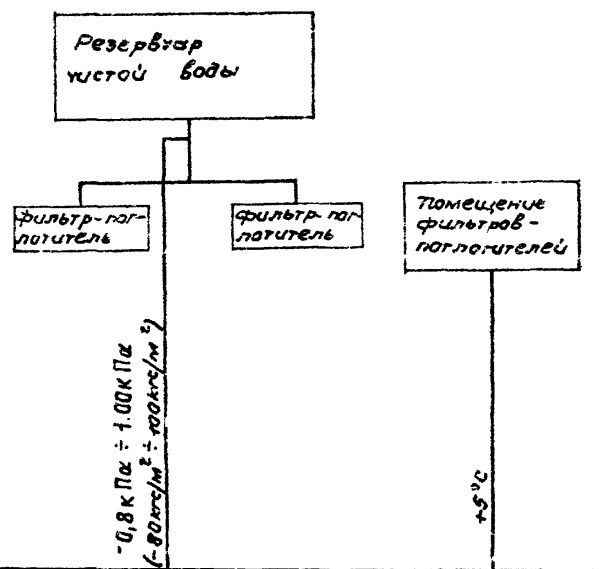 Резервуар
чистой воды
фильтр-пог-
лотитель
фильтр-пог-
лотитель
Помещение
фильтров-
поглотителей
-0,8 кПа ÷ 1.00 кПа
(-80 кгс/м² ÷ 100 кгс/м²)
+5°С